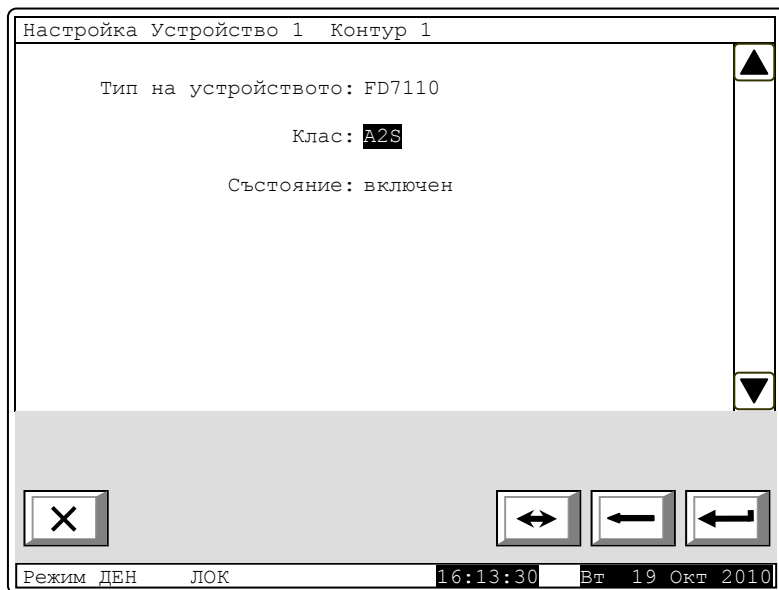 Настройка Устройство 1 Контур 1
Тип на устройството: FD7110
Клас: A2S
Състояние: включен
Режим ДЕН ЛОК 16:13:30 Вт 19 Окт 2010